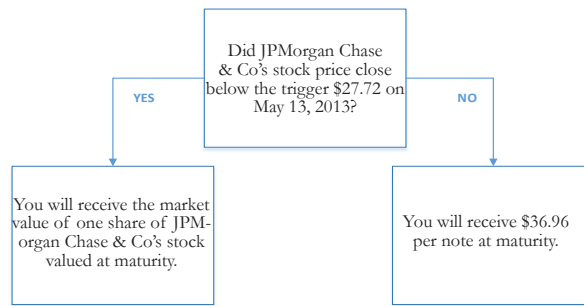 Did JPMorgan Chase
& Co's stock price close
below the trigger $27.72 on
May 13, 2013?
YES
NO
You will receive the market
value of one share of JPM-
organ Chase & Co's stock
valued at maturity.
You will receive $36.96
per note at maturity.